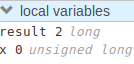 local variables
result 2 long
x 0 unsigned long